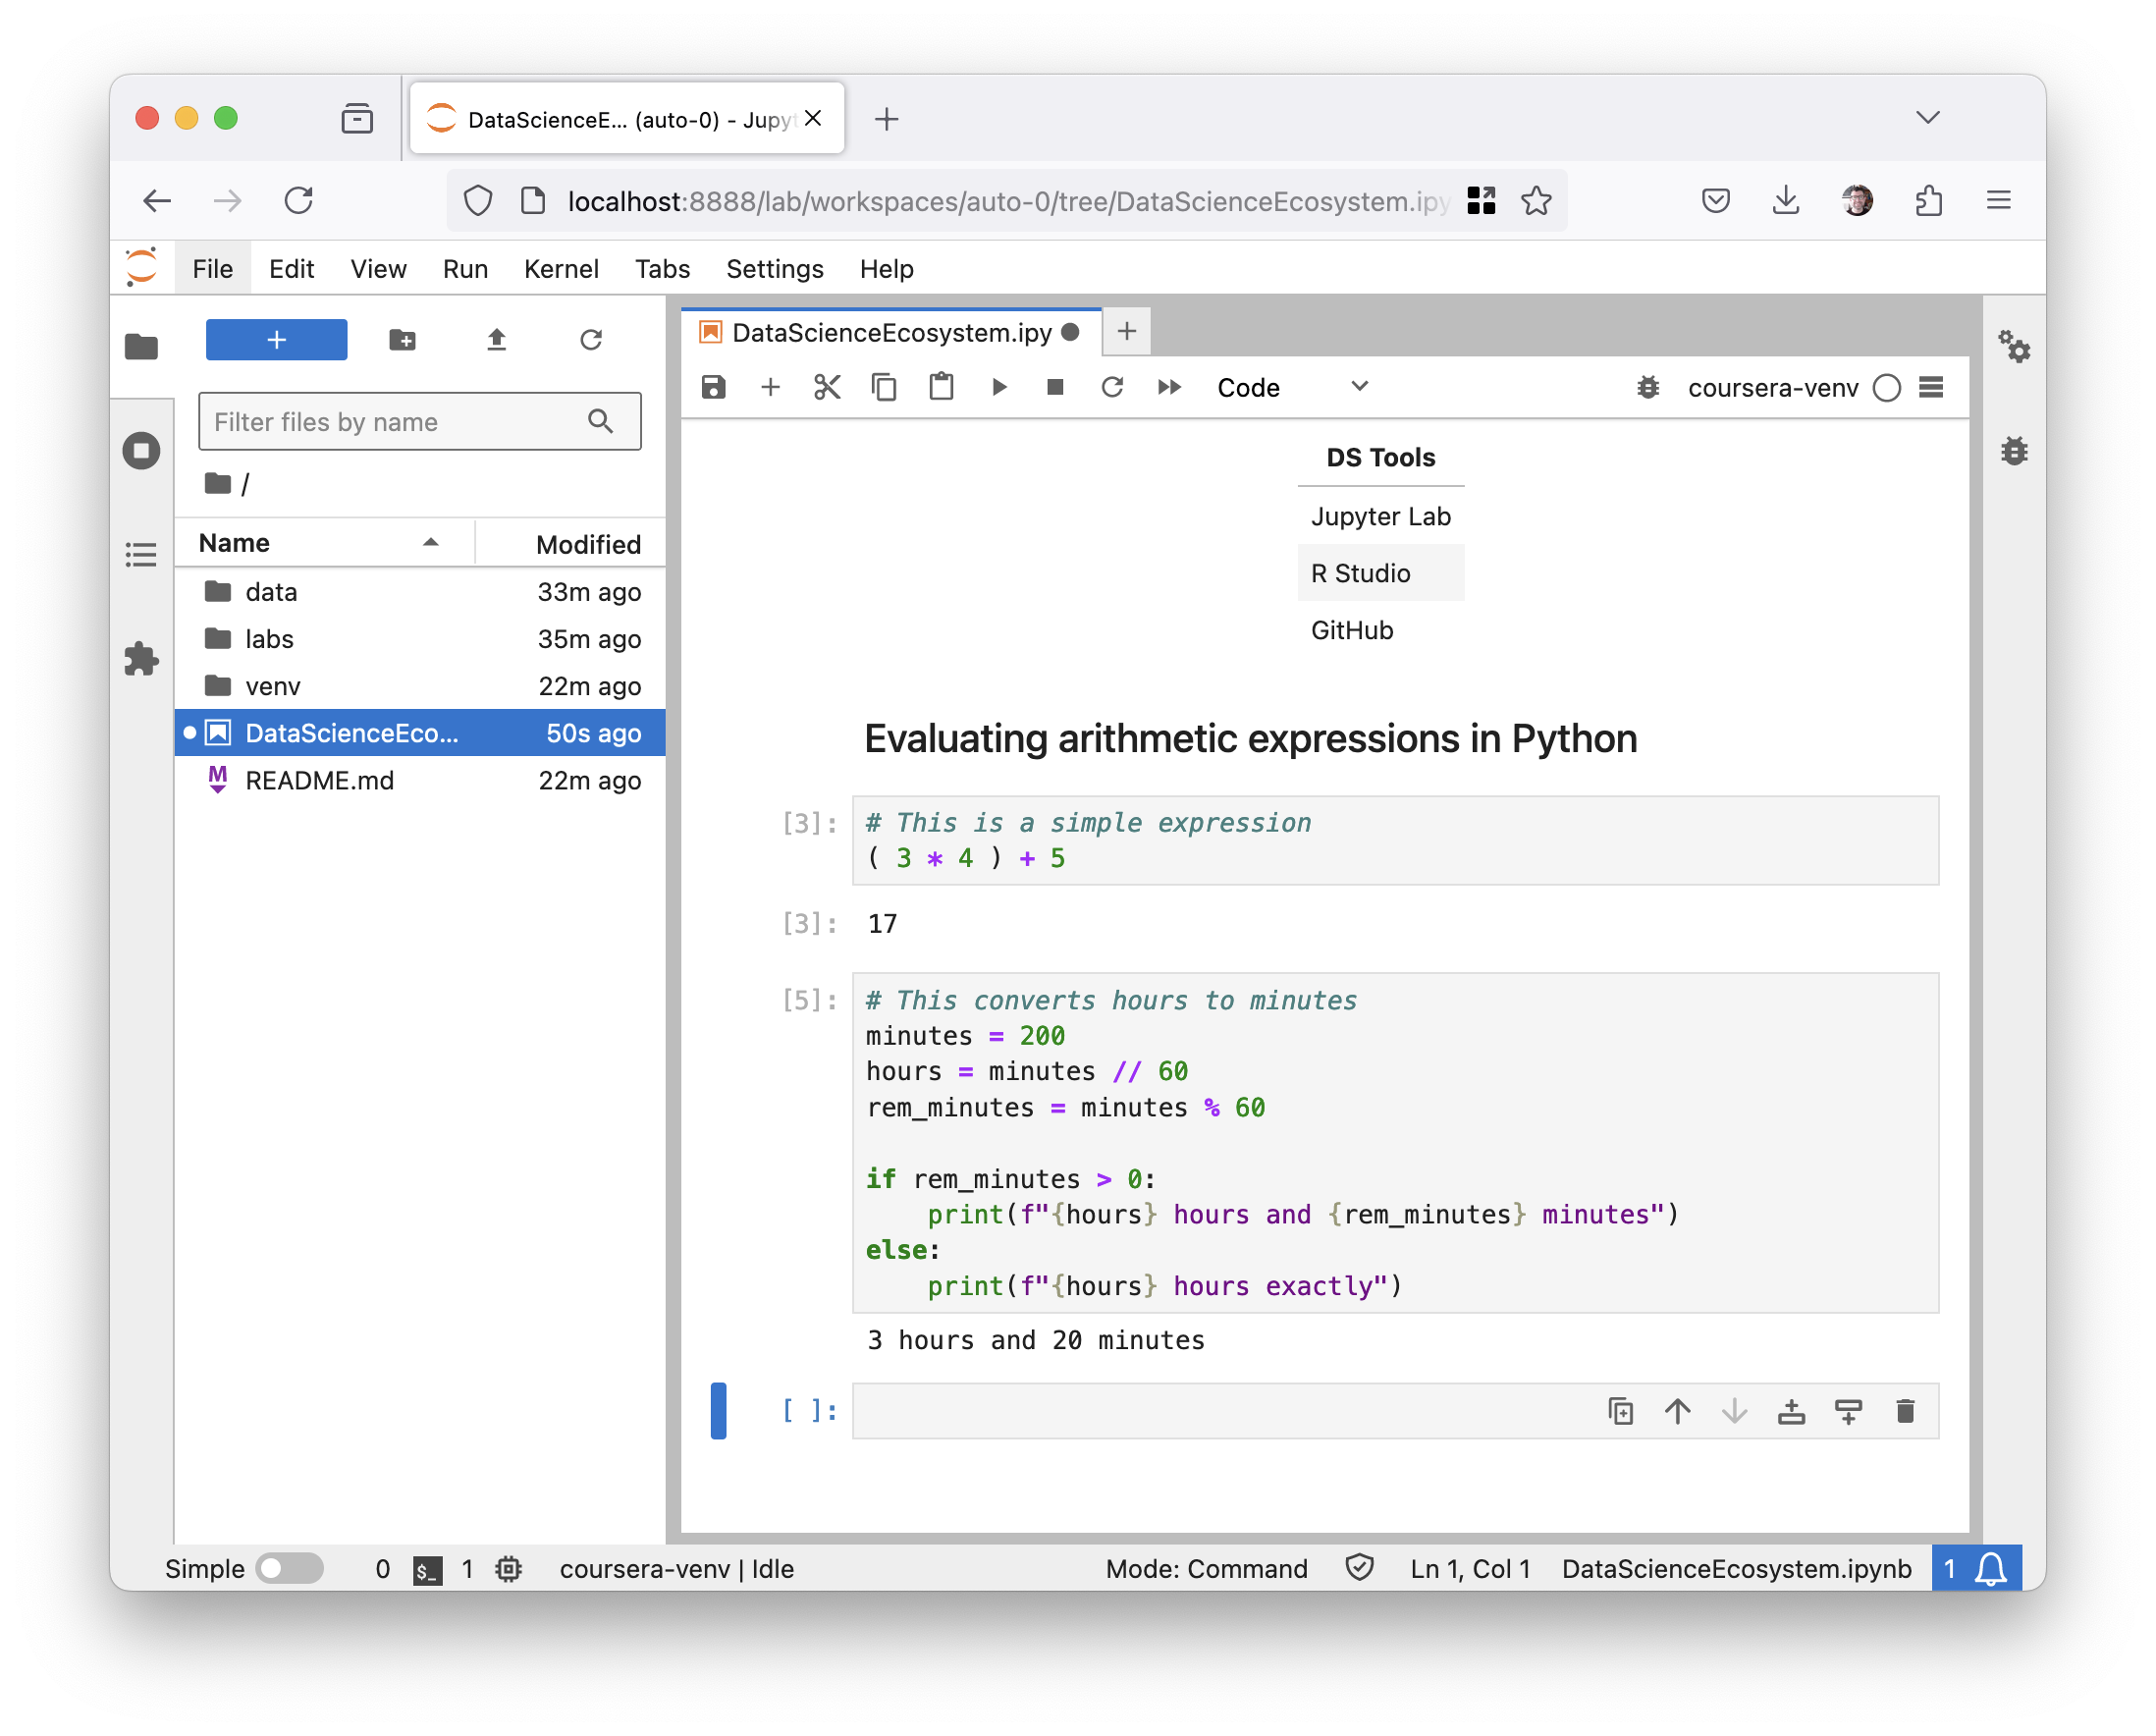 DataScienceE... (auto-0) - Jupyt
localhost:8888/lab/workspaces/auto-0/tree/DataScienceEcosystem.ipy
File Edit View Run Kernel Tabs Settings Help
+
DataScienceEcosystem.ipy
Code
coursera-venv
Filter files by name
/
Name Modified
data 33m ago
labs 35m ago
venv 22m ago
DataScienceEco... 50s ago
M README.md 22m ago
DS Tools
Jupyter Lab
R Studio
GitHub
Evaluating arithmetic expressions in Python
[3]: # This is a simple expression
( 3 * 4 ) + 5
[3]: 17
[5]: # This converts hours to minutes
minutes = 200
hours = minutes // 60
rem_minutes = minutes % 60
if rem_minutes > 0:
    print(f"{hours} hours and {rem_minutes} minutes")
else:
    print(f"{hours} hours exactly")
3 hours and 20 minutes
[ ]:
Simple 0 $_ 1 coursera-venv | Idle Mode: Command Ln 1, Col 1 DataScienceEcosystem.ipynb 1